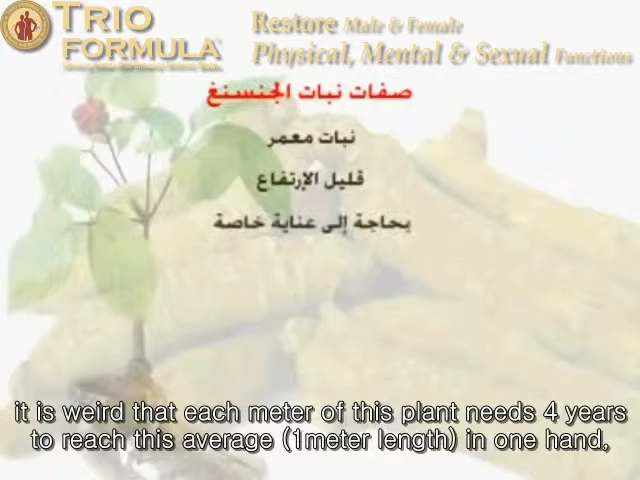 TRIO
FORMULA
Restore Male & Female
Physical, Mental & Sexual Functions
صفات نبات الجنسنغ
نبات معمر
قليل الإرتفاع
بحاجة إلى عناية خاصة
it is weird that each meter of this plant needs 4 years
to reach this average (1meter length) in one hand,